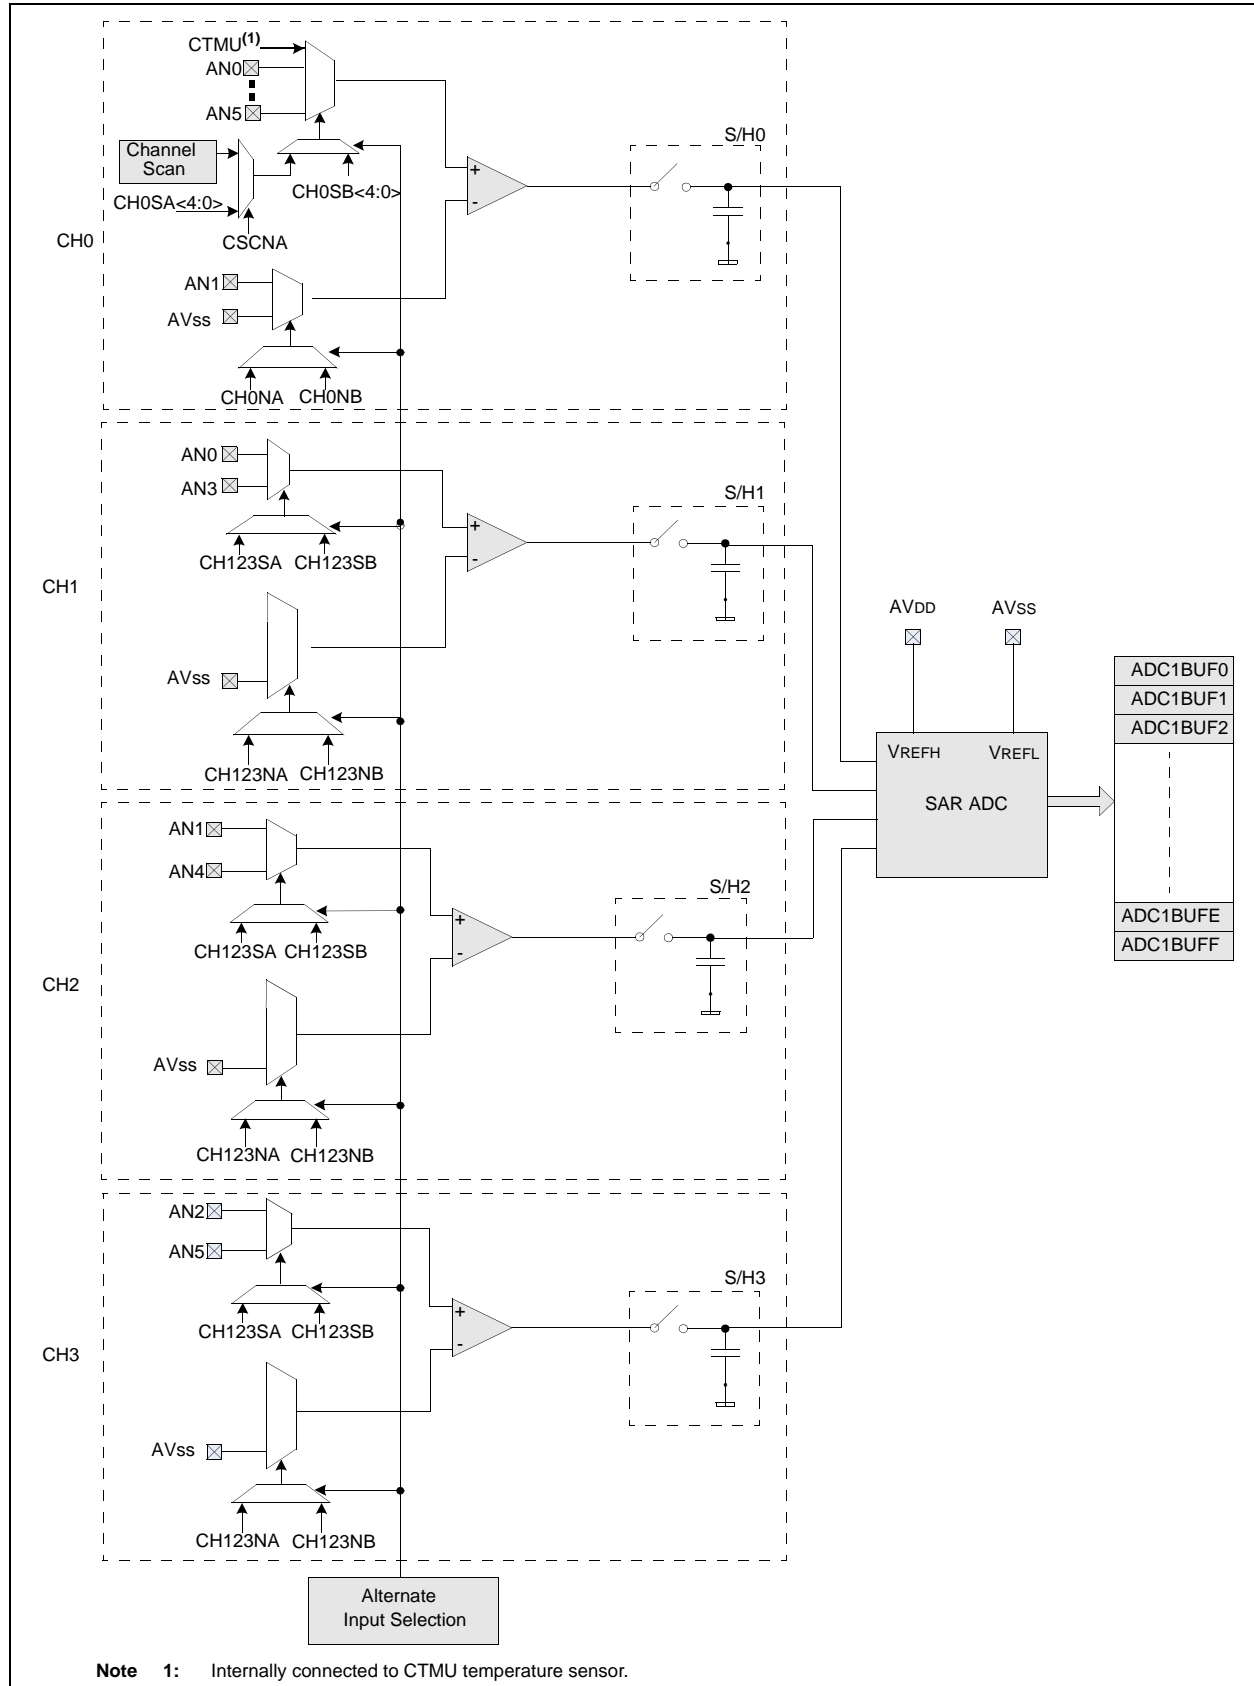 CTMU(1)
AN0
AN5
Channel
Scan
CH0SA<4:0>
CH0SB<4:0>
CSCNA
CH0
AN1
AVss
CH0NA CH0NB
S/H0
+
-
AN0
AN3
CH123SA CH123SB
CH1
AVss
CH123NA CH123NB
S/H1
+
-
AN1
AN4
CH123SA CH123SB
CH2
AVss
CH123NA CH123NB
S/H2
+
-
AN2
AN5
CH123SA CH123SB
CH3
AVss
CH123NA CH123NB
S/H3
+
-
AVDD AVSS
VREFH VREFL
SAR ADC
ADC1BUF0
ADC1BUF1
ADC1BUF2
ADC1BUFE
ADC1BUFF
Alternate
Input Selection
Note 1: Internally connected to CTMU temperature sensor.